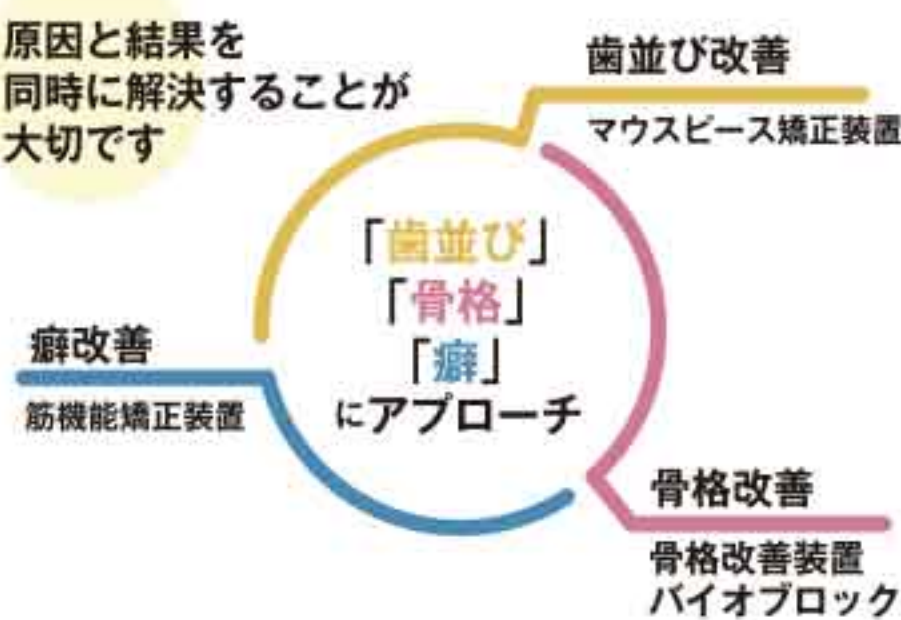 原因と結果を
同時に解決することが
大切です
歯並び改善
マウスピース矯正装置
「歯並び」
「骨格」
「癖」
にアプローチ
癖改善
筋機能矯正装置
骨格改善
骨格改善装置
バイオブロック